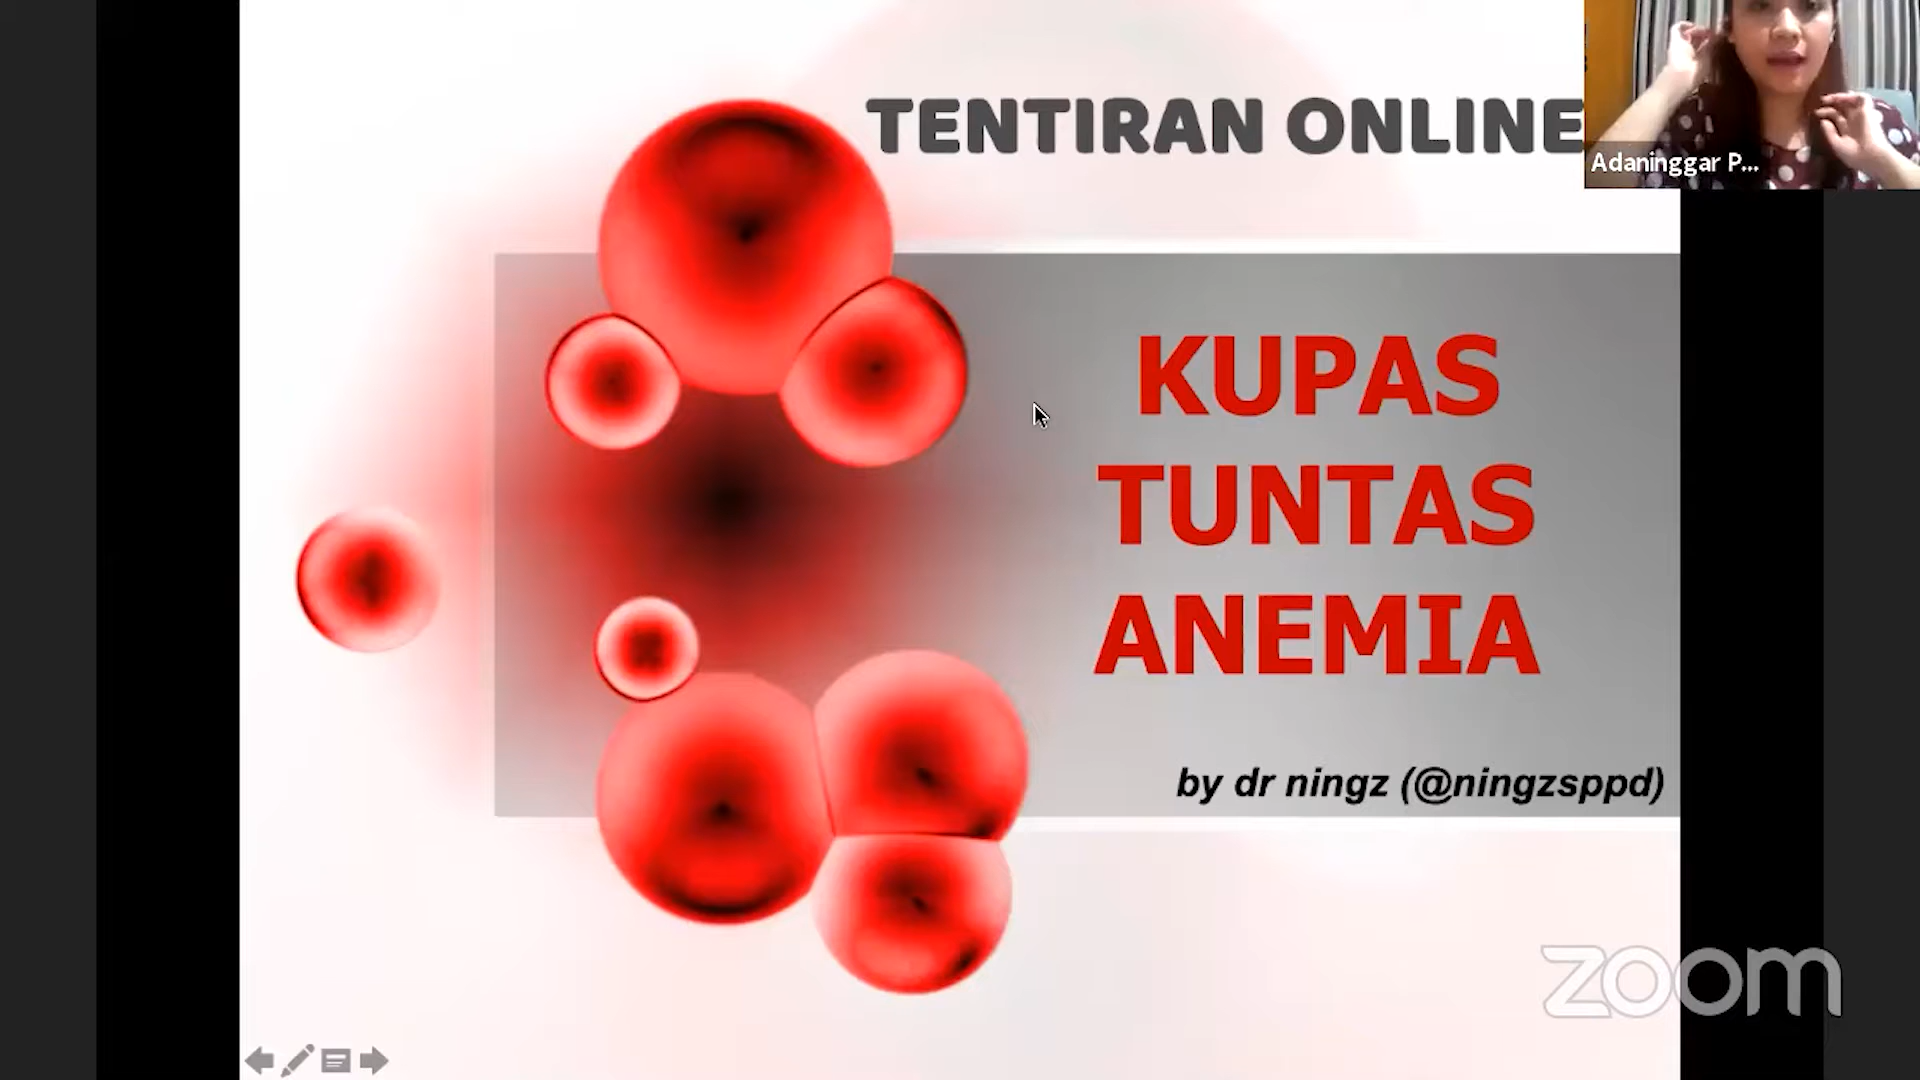 TENTIRAN ONLINE
Adaninggar P...
KUPAS
TUNTAS
ANEMIA
by dr ningz (@ningzsppd)
zoom